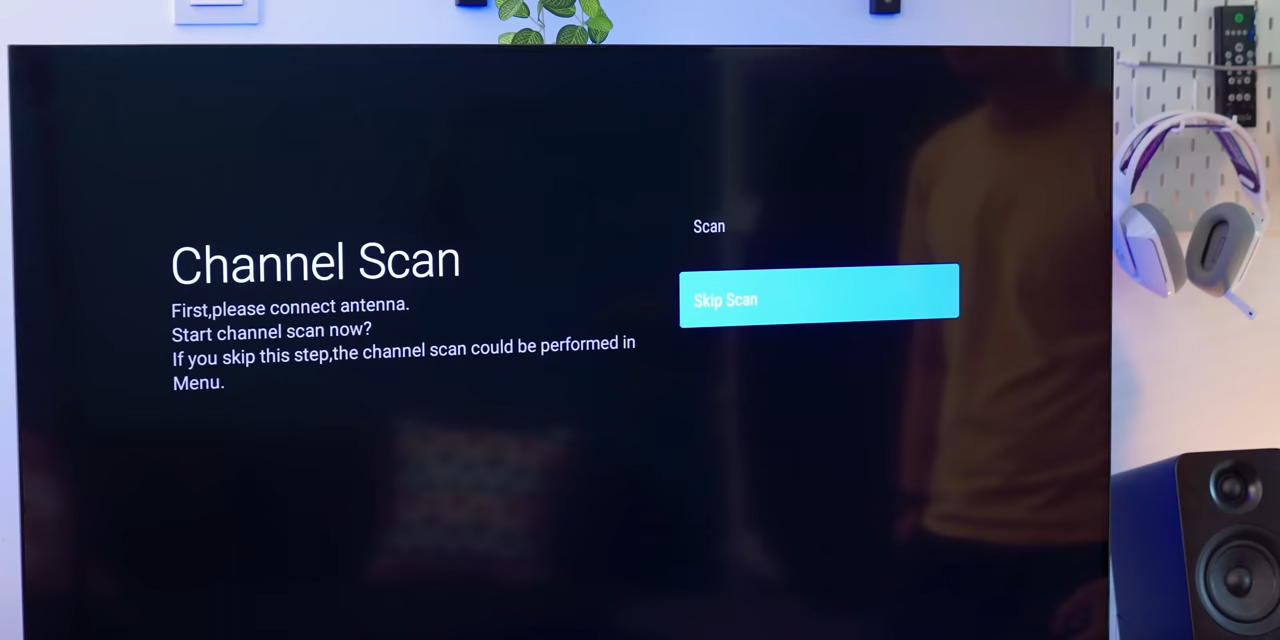 Channel Scan
First,please connect antenna.
Start channel scan now?
If you skip this step,the channel scan could be performed in
Menu.
Scan
Skip Scan